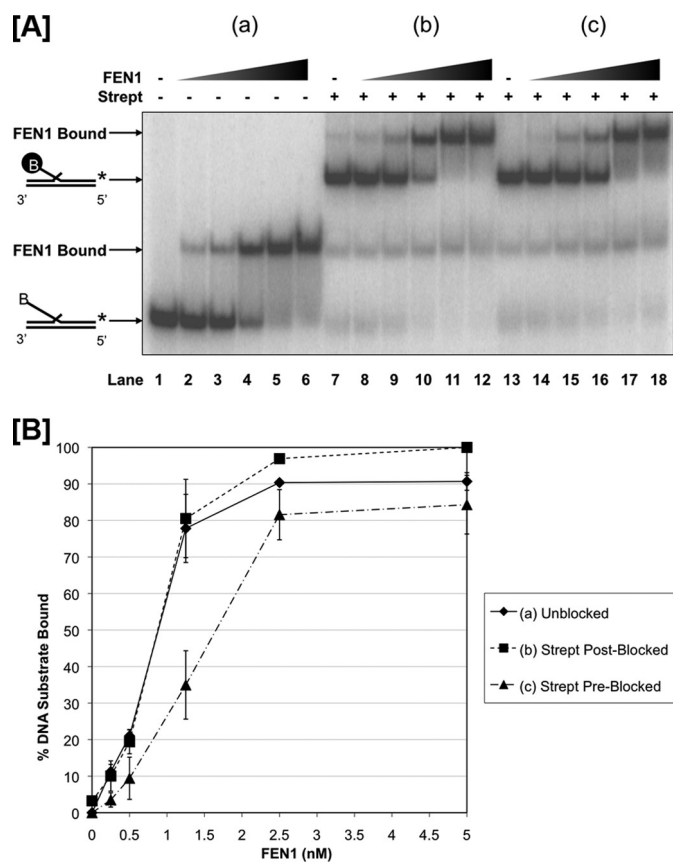 [A]
(a) (b) (c)
FEN1 - - -
Strept - - - - - - + + + + + + + + + + + +
FEN1 Bound
B *
3' 5'
FEN1 Bound
B *
3' 5'
Lane 1 2 3 4 5 6 7 8 9 10 11 12 13 14 15 16 17 18
[B]
100
90
80
70
60
50
40
30
20
10
0
% DNA Substrate Bound
0 0.5 1 1.5 2 2.5 3 3.5 4 4.5 5
FEN1 (nM)
(a) Unblocked
(b) Strept Post-Blocked
(c) Strept Pre-Blocked